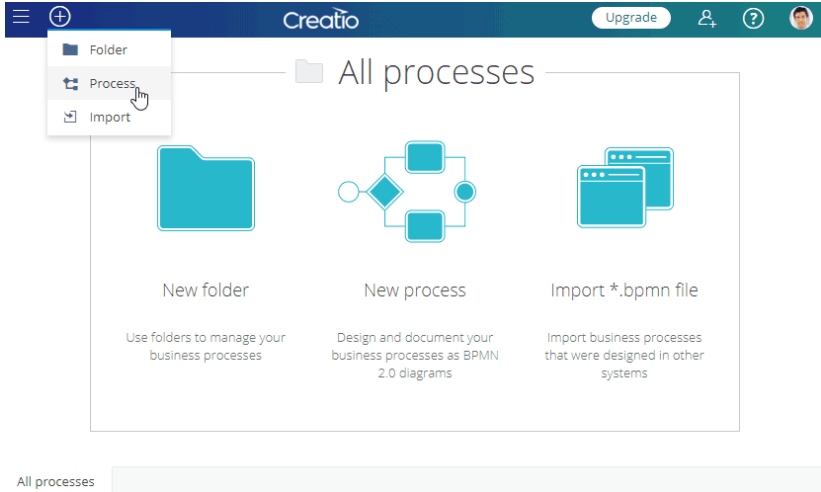 Creatio
Upgrade
Folder
Process
Import
All processes
New folder
New process
Import *.bpmn file
Use folders to manage your
business processes
Design and document your
business processes as BPMN
2.0 diagrams
Import business processes
that were designed in other
systems
All processes